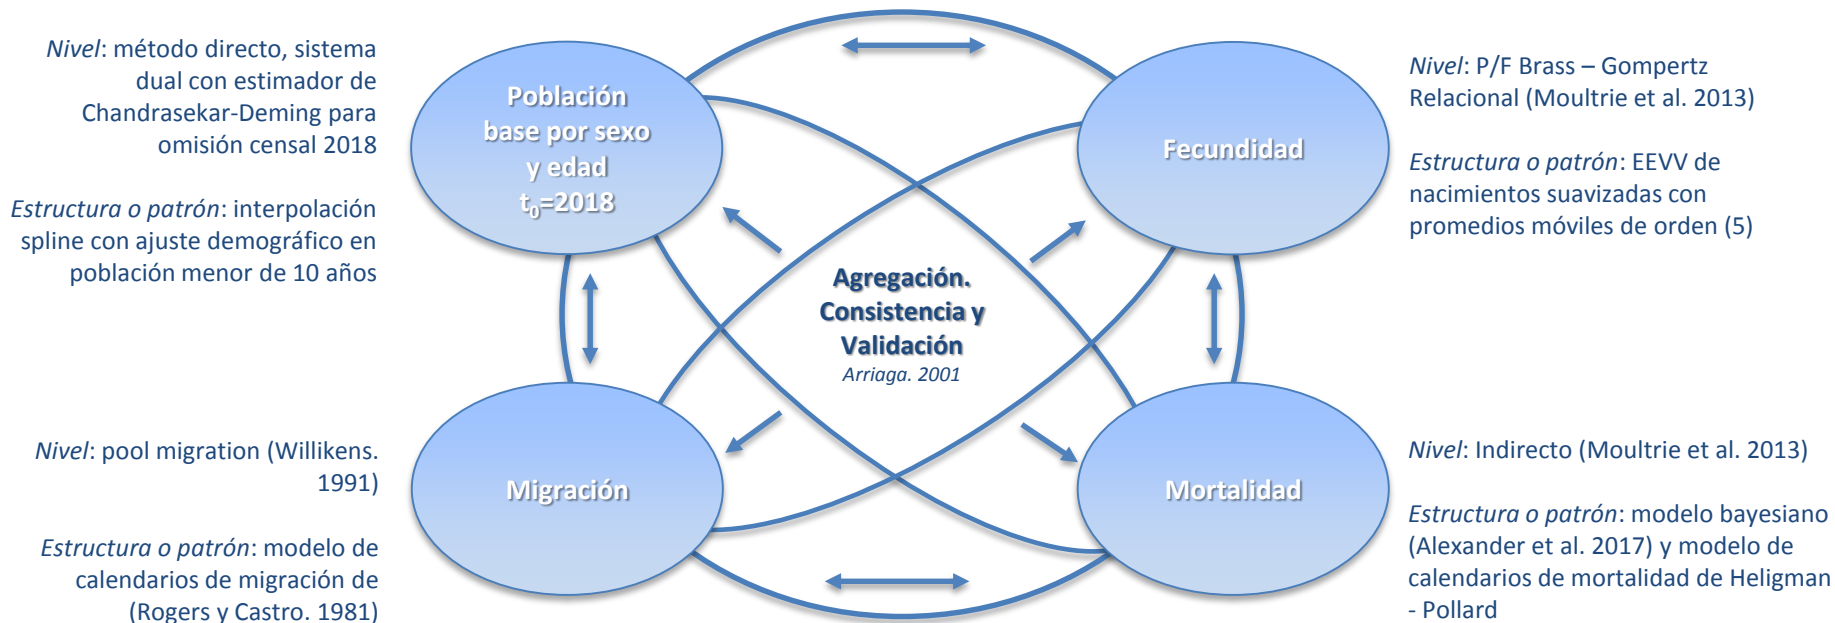 Nivel: método directo, sistema
dual con estimador de
Chandrasekar-Deming para
omisión censal 2018
Estructura o patrón: interpolación
spline con ajuste demográfico en
población menor de 10 años
Población
base por sexo
y edad
t₀=2018
Fecundidad
Nivel: P/F Brass – Gompertz
Relacional (Moultrie et al. 2013)
Estructura o patrón: EEVV de
nacimientos suavizadas con
promedios móviles de orden (5)
Agregación.
Consistencia y
Validación
Arriaga. 2001
Nivel: pool migration (Willikens.
1991)
Estructura o patrón: modelo de
calendarios de migración de
(Rogers y Castro. 1981)
Migración
Mortalidad
Nivel: Indirecto (Moultrie et al. 2013)
Estructura o patrón: modelo bayesiano
(Alexander et al. 2017) y modelo de
calendarios de mortalidad de Heligman
- Pollard